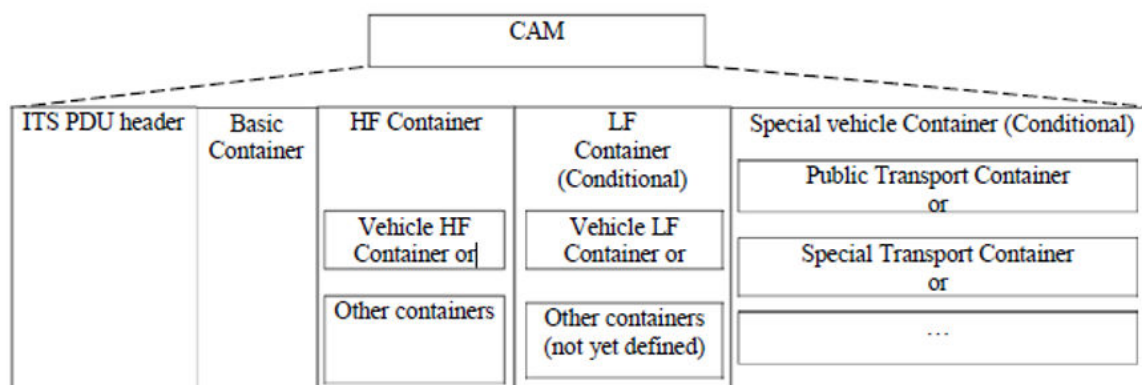 CAM
ITS PDU header
Basic
Container
HF Container
Vehicle HF
Container or
Other containers
LF
Container
(Conditional)
Vehicle LF
Container or
Other containers
(not yet defined)
Special vehicle Container (Conditional)
Public Transport Container
or
Special Transport Container
or
…